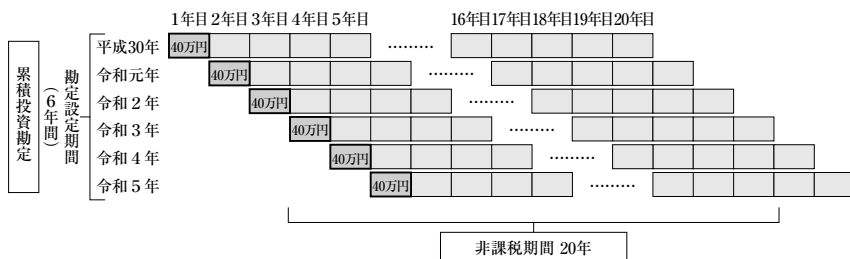 1年目 2年目 3年目 4年目 5年目 16年目 17年目 18年目 19年目 20年目
累積投資勘定
勘定設定期間
(6年間)
平成30年 40万円 ………
令和元年 40万円 ………
令和2年 40万円 ………
令和3年 40万円 ………
令和4年 40万円 ………
令和5年 40万円 ………
非課税期間 20年